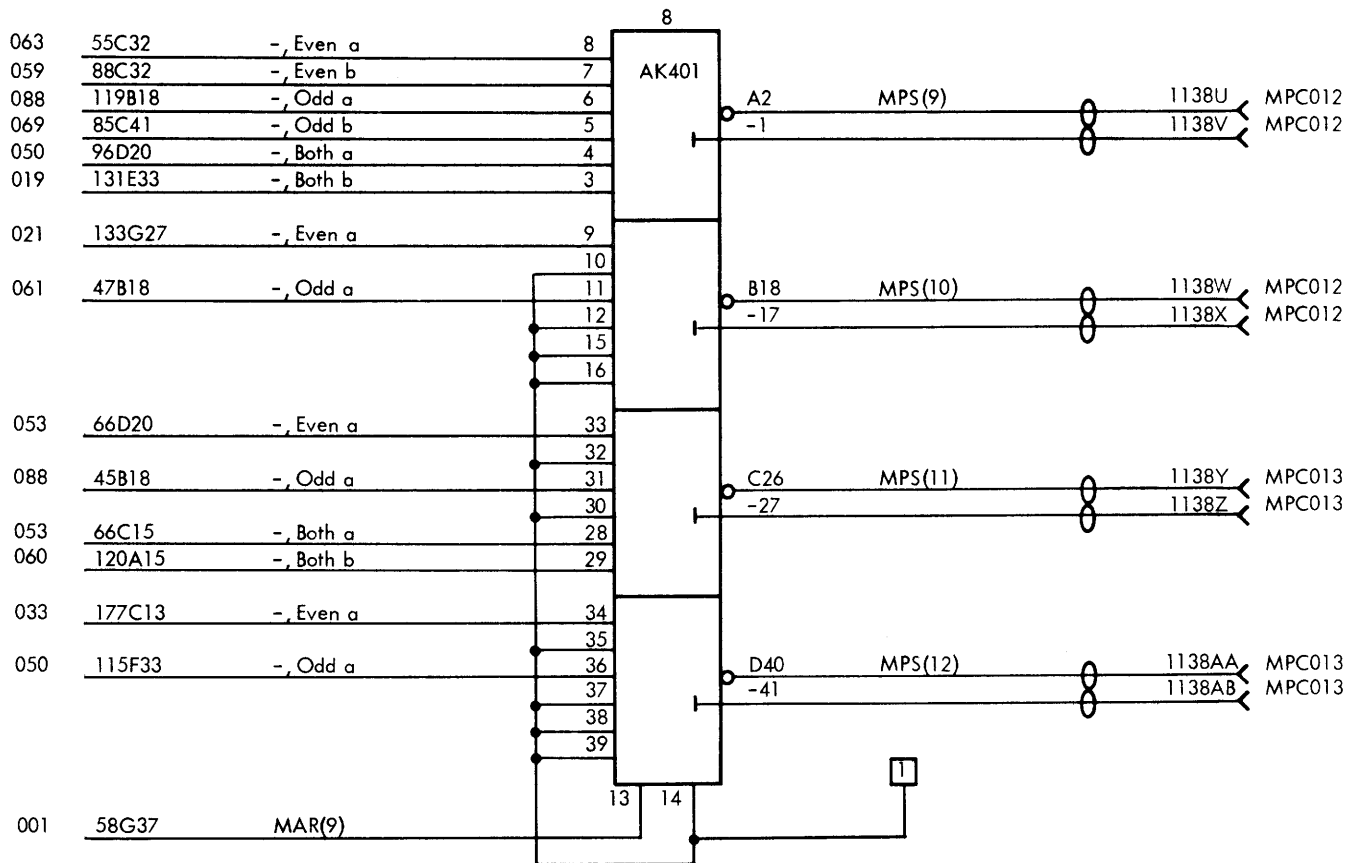 8
063 55C32 -, Even a 8
059 88C32 -, Even b 7 AK401
088 119B18 -, Odd a 6 A2 MPS(9) 1138U MPC012
069 85C41 -, Odd b 5 -1 1138V MPC012
050 96D20 -, Both a 4
019 131E33 -, Both b 3
021 133G27 -, Even a 9
10
061 47B18 -, Odd a 11 B18 MPS(10) 1138W MPC012
12 -17 1138X MPC012
15
16
053 66D20 -, Even a 33
32
088 45B18 -, Odd a 31 C26 MPS(11) 1138Y MPC013
30 -27 1138Z MPC013
053 66C15 -, Both a 28
060 120A15 -, Both b 29
033 177C13 -, Even a 34
35
050 115F33 -, Odd a 36 D40 MPS(12) 1138AA MPC013
37 -41 1138AB MPC013
38
39
1
13 14
001 58G37 MAR(9)